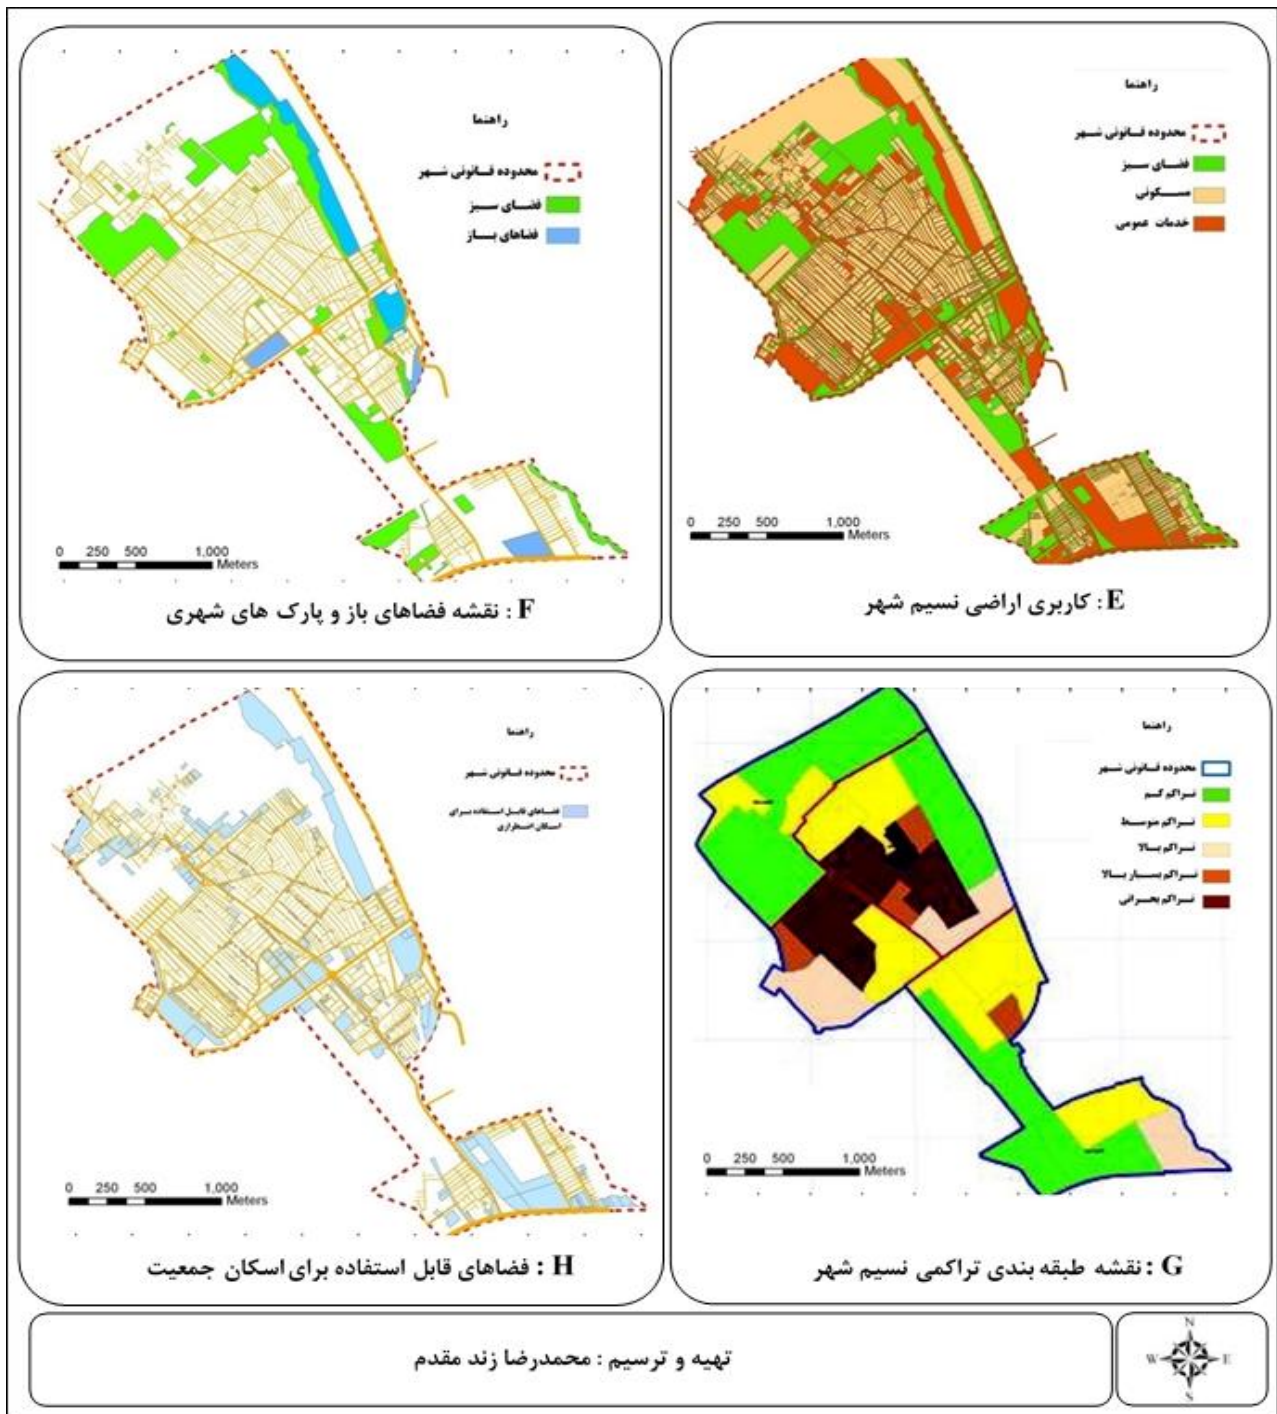 راهنما
محدوده قانونی شهر
فضای سبز
مسکونی
خدمات عمومی
0 250 500 1,000
Meters
E : کاربری اراضی نسیم شهر
راهنما
محدوده قانونی شهر
فضای سبز
فضاهای باز
0 250 500 1,000
Meters
F : نقشه فضاهای باز و پارک های شهری
راهنما
محدوده قانونی شهر
تراکم کم
تراکم متوسط
تراکم بالا
تراکم بسیار بالا
تراکم بحرانی
0 250 500 1,000
Meters
G : نقشه طبقه بندی تراکمی نسیم شهر
راهنما
محدوده قانونی شهر
فضاهای قابل استفاده برای
اسکان اضطراری
0 250 500 1,000
Meters
H : فضاهای قابل استفاده برای اسکان جمعیت
تهیه و ترسیم : محمدرضا زند مقدم
N
W E
S